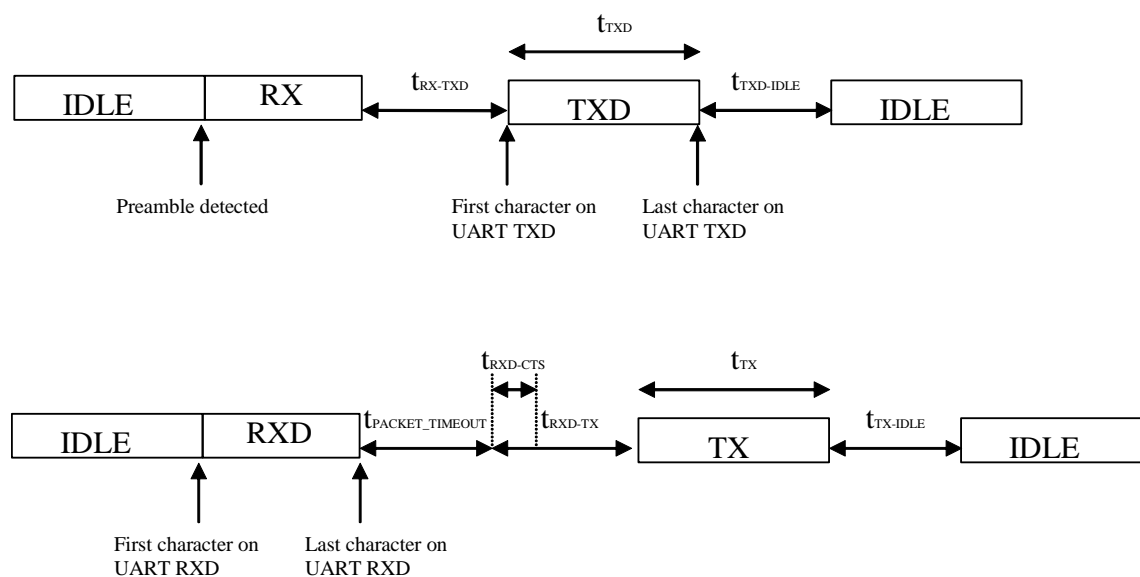 tTXD
IDLE
RX
tRX-TXD
TXD
tTXD-IDLE
IDLE
Preamble detected
First character on
UART TXD
Last character on
UART TXD
tRXD-CTS
tTX
IDLE
RXD
tPACKET_TIMEOUT
tRXD-TX
TX
tTX-IDLE
IDLE
First character on
UART RXD
Last character on
UART RXD